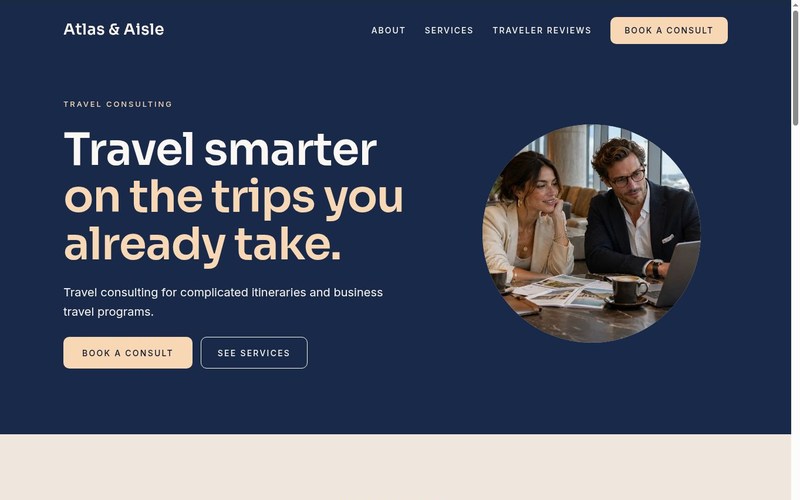 Atlas & Aisle
ABOUT SERVICES TRAVELER REVIEWS BOOK A CONSULT
TRAVEL CONSULTING
Travel smarter
on the trips you
already take.
Travel consulting for complicated itineraries and business
travel programs.
BOOK A CONSULT SEE SERVICES